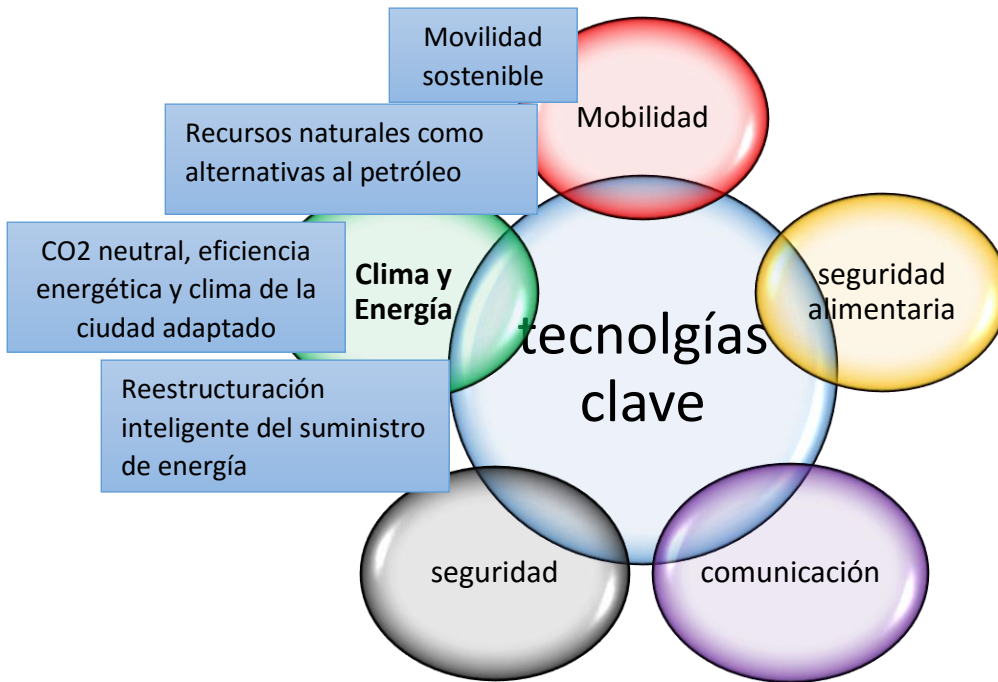 Movilidad
sostenible
Mobilidad
Recursos naturales como
alternativas al petróleo
CO2 neutral, eficiencia
energética y clima de la
ciudad adaptado
Clima y
Energía
seguridad
alimentaria
tecnolgías
clave
Reestructuración
inteligente del suministro
de energía
seguridad
comunicación